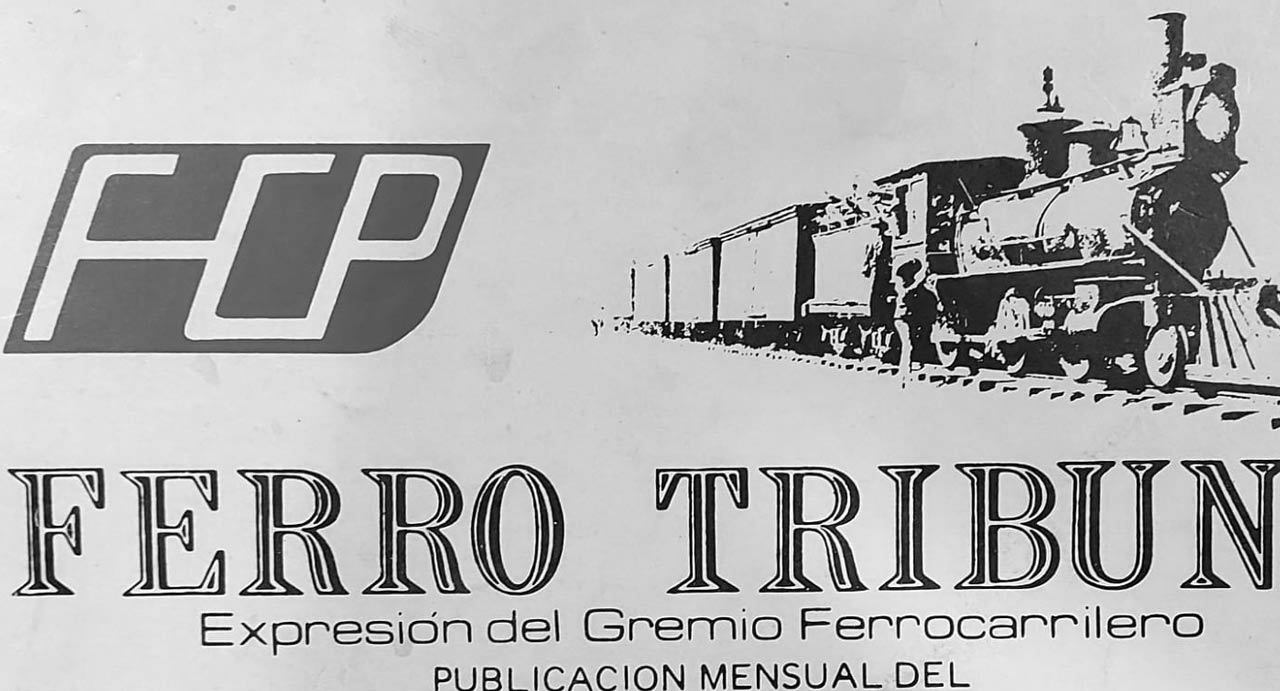 FCP
FERRO TRIBUN
Expresión del Gremio Ferrocarrilero
PUBLICACION MENSUAL DEL